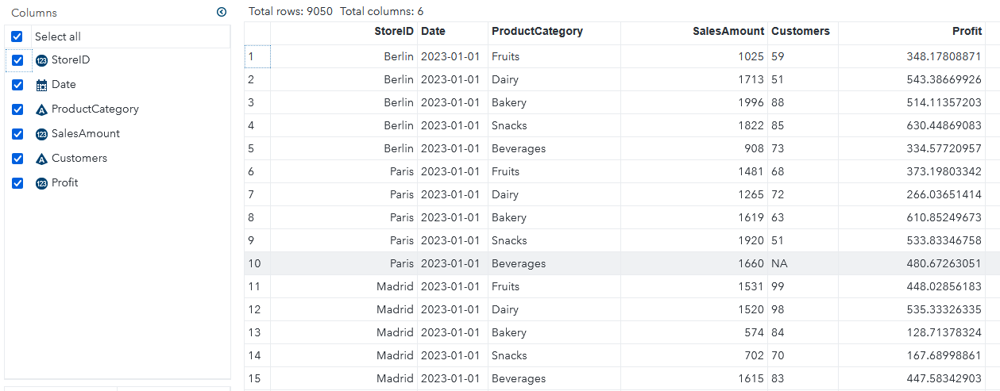 Columns
Select all
StoreID
Date
ProductCategory
SalesAmount
Customers
Profit
Total rows: 9050 Total columns: 6
StoreID Date ProductCategory SalesAmount Customers Profit
1 Berlin 2023-01-01 Fruits 1025 59 348.17808871
2 Berlin 2023-01-01 Dairy 1713 51 543.38669926
3 Berlin 2023-01-01 Bakery 1996 88 514.11357203
4 Berlin 2023-01-01 Snacks 1822 85 630.44869083
5 Berlin 2023-01-01 Beverages 908 73 334.57720957
6 Paris 2023-01-01 Fruits 1481 68 373.19803342
7 Paris 2023-01-01 Dairy 1265 72 266.03651414
8 Paris 2023-01-01 Bakery 1619 63 610.85249673
9 Paris 2023-01-01 Snacks 1920 51 533.83346758
10 Paris 2023-01-01 Beverages 1660 NA 480.67263051
11 Madrid 2023-01-01 Fruits 1531 99 448.02856183
12 Madrid 2023-01-01 Dairy 1520 98 535.33326335
13 Madrid 2023-01-01 Bakery 574 84 128.71378324
14 Madrid 2023-01-01 Snacks 702 70 167.68998861
15 Madrid 2023-01-01 Beverages 1615 83 447.58342903